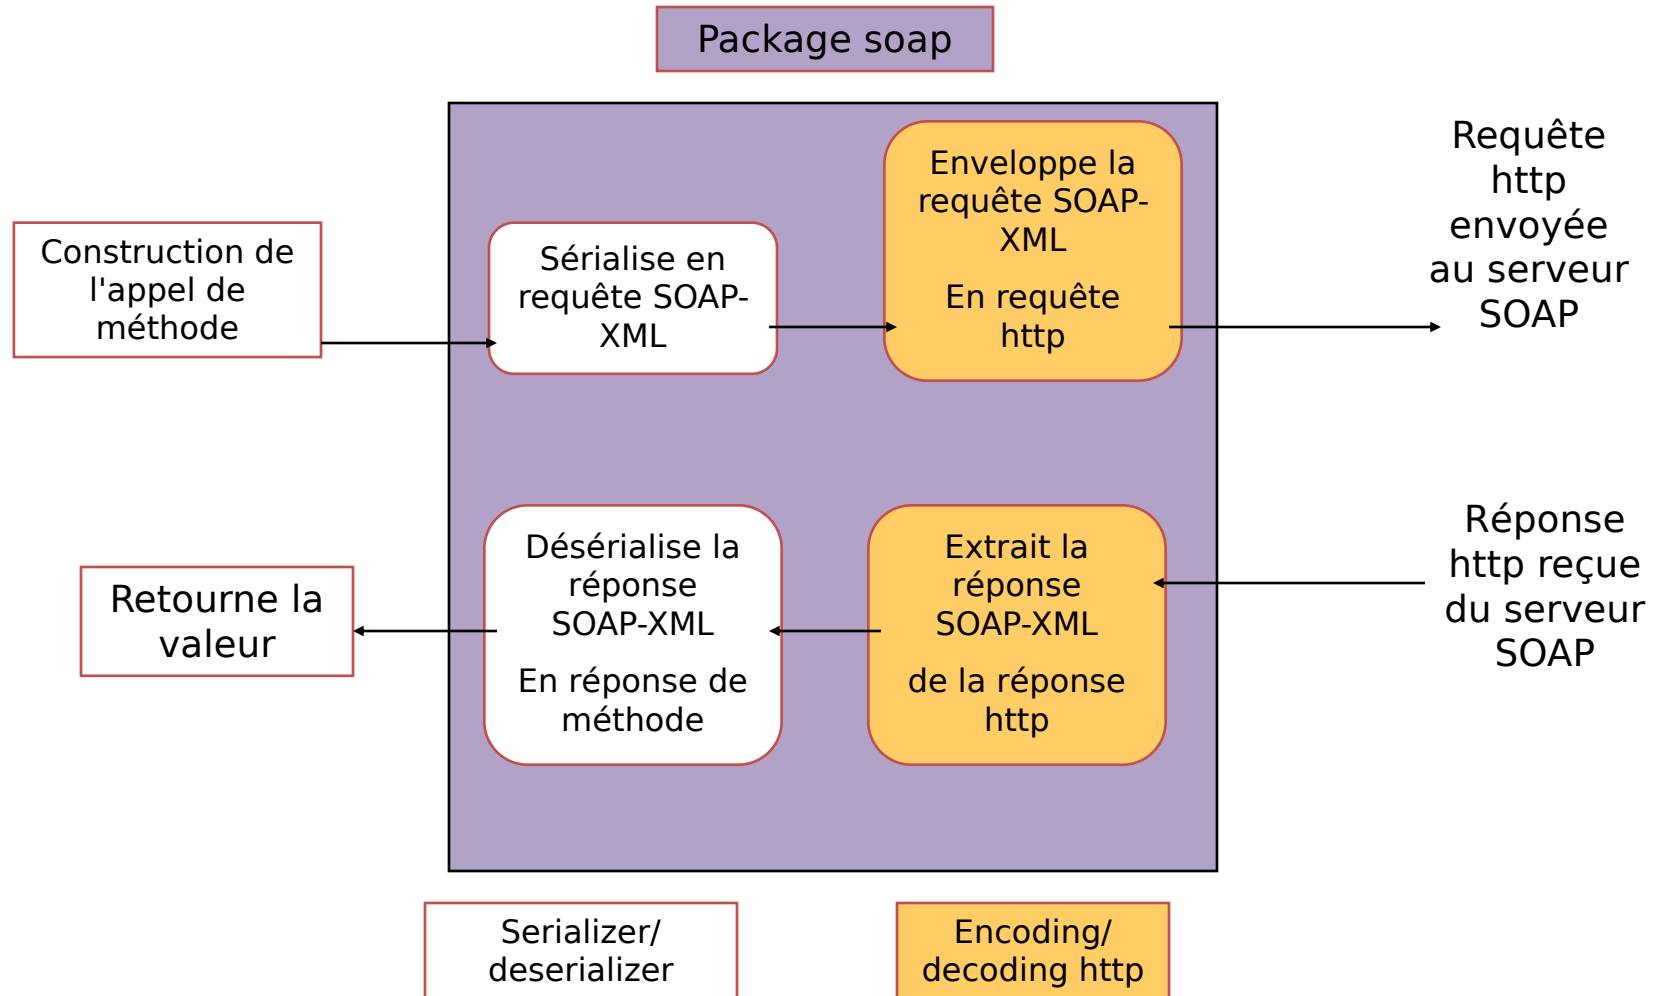 Package soap
Construction de
l'appel de
méthode
Sérialise en
requête SOAP-
XML
Enveloppe la
requête SOAP-
XML
En requête
http
Requête
http
envoyée
au serveur
SOAP
Retourne la
valeur
Désérialise la
réponse
SOAP-XML
En réponse de
méthode
Extrait la
réponse
SOAP-XML
de la réponse
http
Réponse
http reçue
du serveur
SOAP
Serializer/
deserializer
Encoding/
decoding http